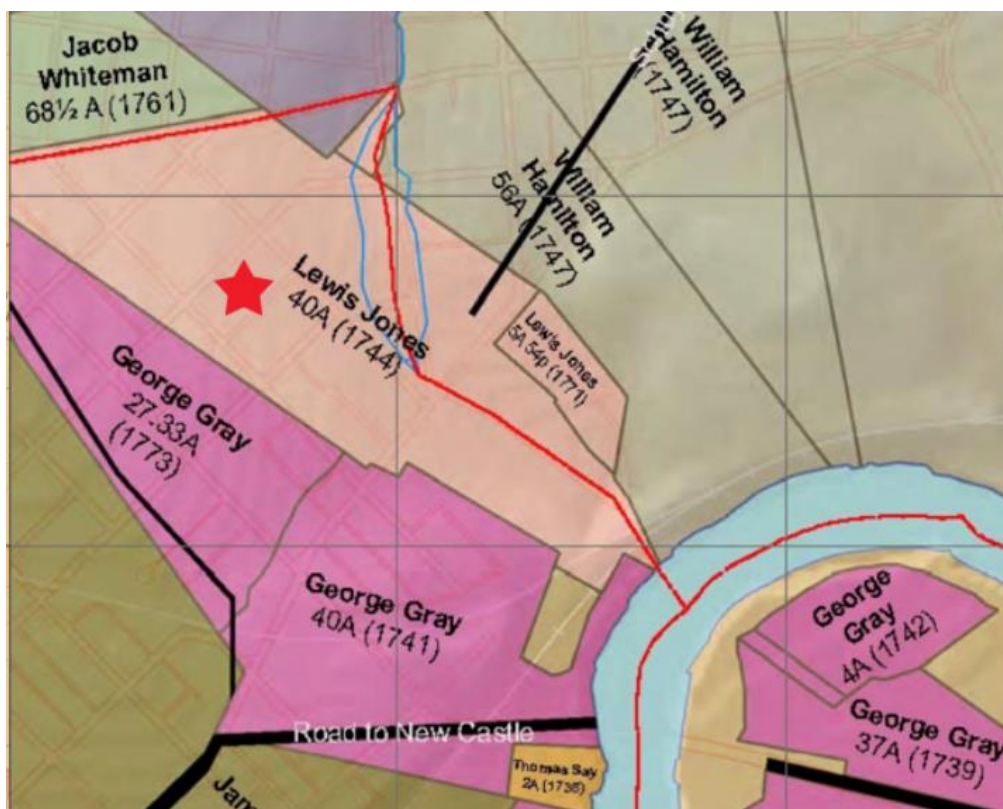 Jacob
Whiteman
68½ A (1761)
William
Hamilton
(1747)
William
Hamilton
56A (1747)
Lewis Jones
40A (1744)
Lewis Jones
5A 54p (1771)
George Gray
27.33A
(1773)
George Gray
40A (1741)
George
Gray
4A (1742)
George Gray
37A (1739)
Road to New Castle
Thomas Say